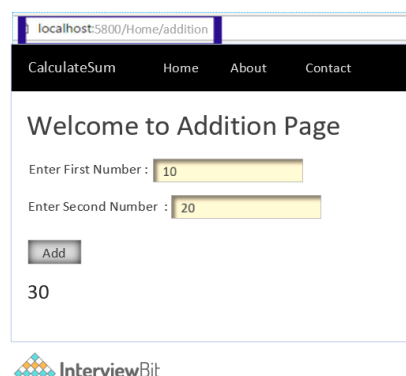 localhost:5800/Home/addition
CalculateSum Home About Contact
Welcome to Addition Page
Enter First Number : 10
Enter Second Number : 20
Add
30
InterviewBit